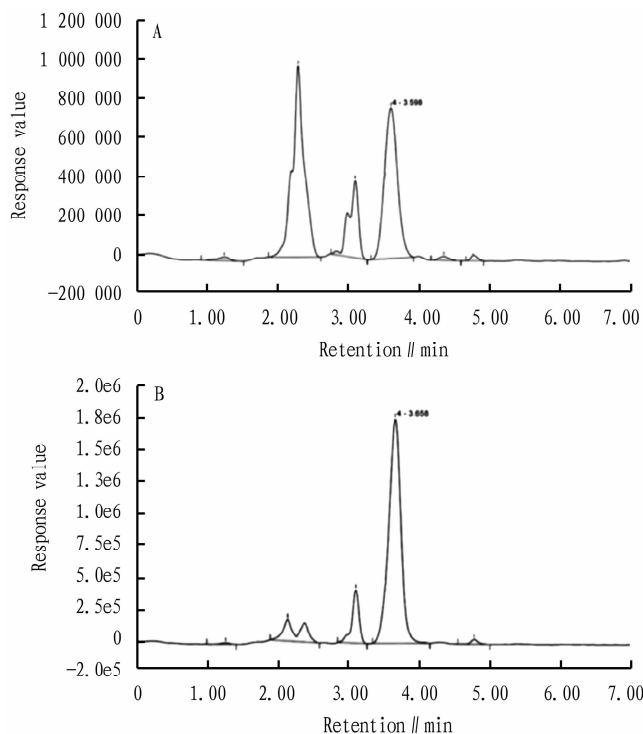 A
1 200 000
1 000 000
800 000
600 000
400 000
200 000
0
−200 000
Response value
4 - 3.598
0 1.00 2.00 3.00 4.00 5.00 6.00 7.00
Retention∥min
B
2.0e6
1.8e6
1.5e6
1.3e6
1.0e6
7.5e5
5.0e5
2.5e5
0
−2.0e5
Response value
4 - 3.658
0 1.00 2.00 3.00 4.00 5.00 6.00 7.00
Retention∥min